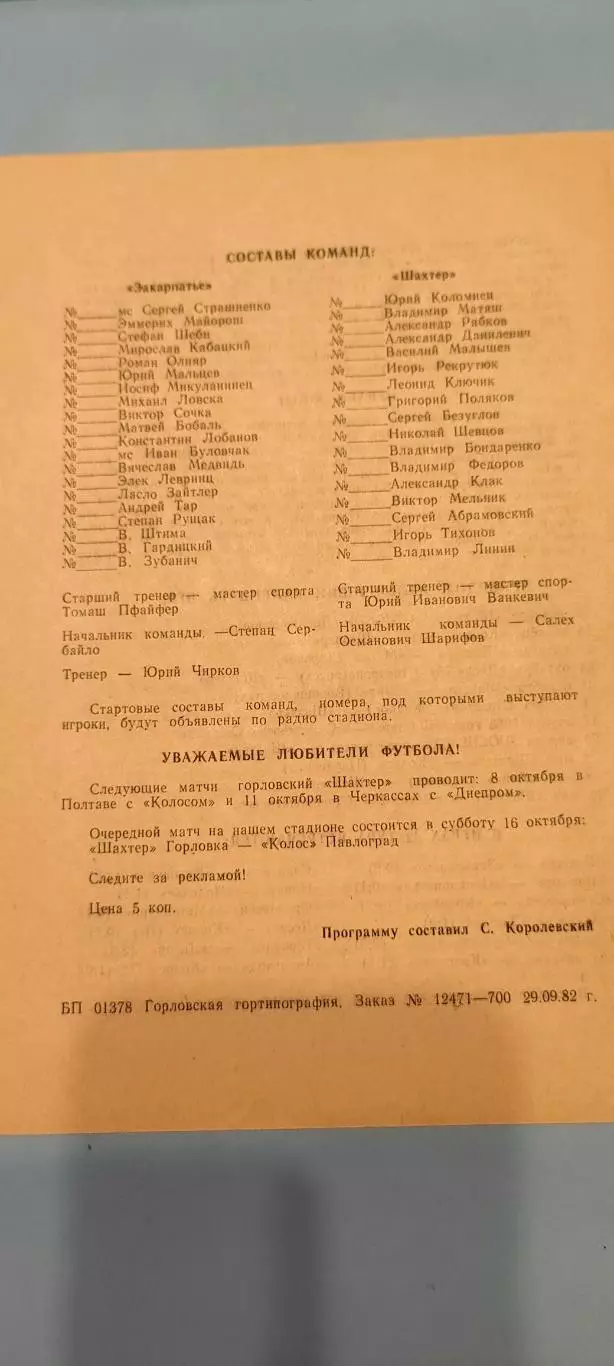 СОСТАВЫ КОМАНД:
«Закарпатье»
№ мс Сергей Страшненко
№ Эммерих Майорош
№ Стефан Шеби
№ Мирослав Кабацкий
№ Роман Олияр
№ Юрий Мальцев
№ Иосиф Микуланинец
№ Михаил Ловска
№ Виктор Сочка
№ Матвей Бобаль
№ Константин Лобанов
№ мс Иван Буловчак
№ Вячеслав Медвидь
№ Элек Левринц
№ Ласло Зайтлер
№ Андрей Тар
№ Степан Рущак
№ В. Штима
№ В. Гардицкий
№ В. Зубанич
Старший тренер — мастер спорта
Томаш Пфайфер
Начальник команды —Степан Сер-
байло
Тренер — Юрий Чирков
«Шахтер»
№ Юрий Коломиец
№ Владимир Матяш
№ Александр Рябков
№ Александр Данилевич
№ Василий Малышев
№ Игорь Рекрутюк
№ Леонид Ключик
№ Григорий Поляков
№ Сергей Безуглов
№ Николай Шевцов
№ Владимир Бондаренко
№ Владимир Федоров
№ Александр Клак
№ Виктор Мельник
№ Сергей Абрамовский
№ Игорь Тихонов
№ Владимир Линин
Старший тренер — мастер спор-
та Юрий Иванович Ванкевич
Начальник команды — Салех
Османович Шарифов
Стартовые составы команд, номера, под которыми выступают
игроки, будут объявлены по радио стадиона.
УВАЖАЕМЫЕ ЛЮБИТЕЛИ ФУТБОЛА!
Следующие матчи горловский «Шахтер» проводит: 8 октября в
Полтаве с «Колосом» и 11 октября в Черкассах с «Днепром».
Очередной матч на нашем стадионе состоится в субботу 16 октября:
«Шахтер» Горловка — «Колос» Павлоград
Следите за рекламой!
Цена 5 коп.
Программу составил С. Королевский
БП 01378 Горловская гортипография. Заказ № 12471—700 29.09.82 г.